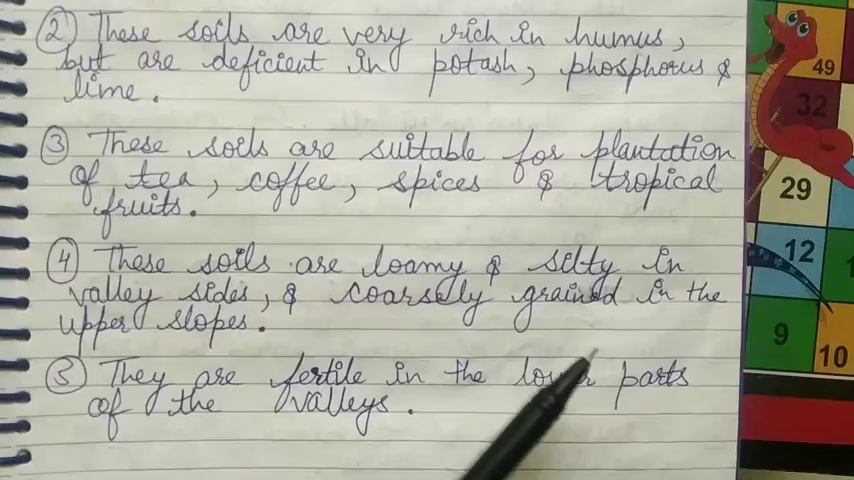 ② These soils are very rich in humus,
but are deficient in potash, phosphorus &
lime.
③ These soils are suitable for plantation
of tea, coffee, spices & tropical
fruits.
④ These soils are loamy & silty in
valley sides, & coarsely grained in the
upper slopes.
⑤ They are fertile in the lower parts
of the valleys.
49
32
29
12
1
9
10